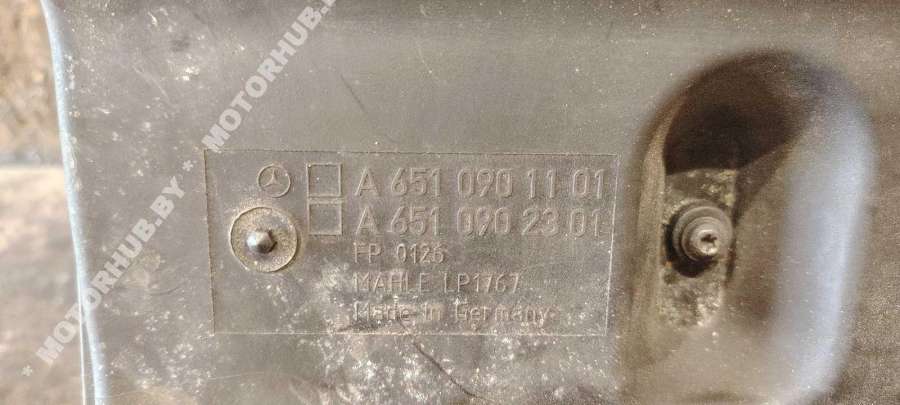 * MOTORHUB.BY * MOTORHUB.BY *
A 651 090 11 01
A 651 090 23 01
FP 0126
MAHLE LP1767
Made in Germany